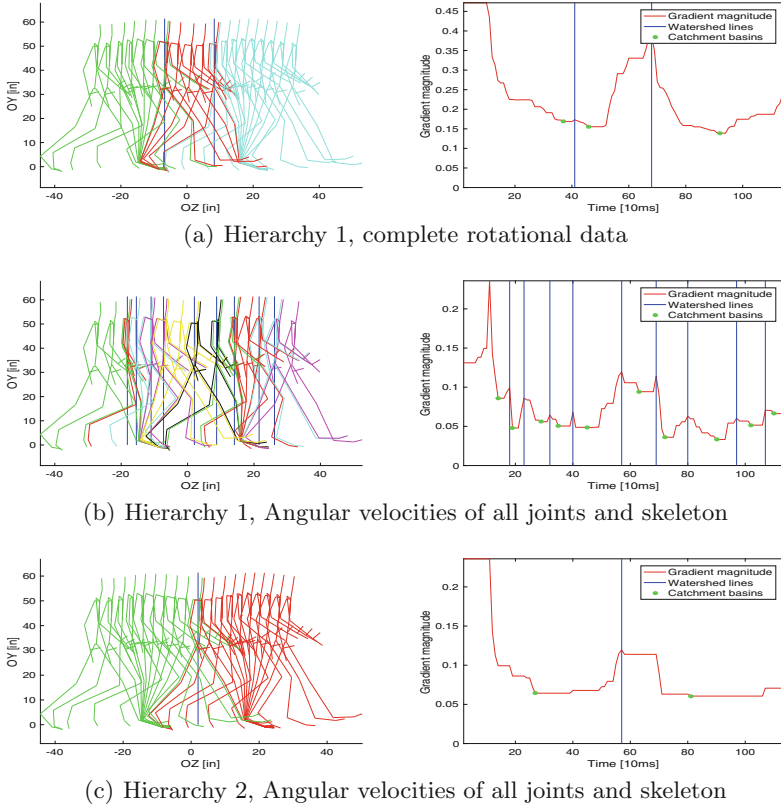 OY [in]
60
50
40
30
20
10
0
-40
-20
0
20
40
OZ [in]
Gradient magnitude
0.45
0.4
0.35
0.3
0.25
0.2
0.15
0.1
0.05
0
20
40
60
80
100
Time [10ms]
Gradient magnitude
Watershed lines
Catchment basins
(a) Hierarchy 1, complete rotational data
OY [in]
60
50
40
30
20
10
0
-40
-20
0
20
40
OZ [in]
Gradient magnitude
0.2
0.15
0.1
0.05
0
20
40
60
80
100
Time [10ms]
Gradient magnitude
Watershed lines
Catchment basins
(b) Hierarchy 1, Angular velocities of all joints and skeleton
OY [in]
60
50
40
30
20
10
0
-40
-20
0
20
40
OZ [in]
Gradient magnitude
0.2
0.15
0.1
0.05
0
20
40
60
80
100
Time [10ms]
Gradient magnitude
Watershed lines
Catchment basins
(c) Hierarchy 2, Angular velocities of all joints and skeleton